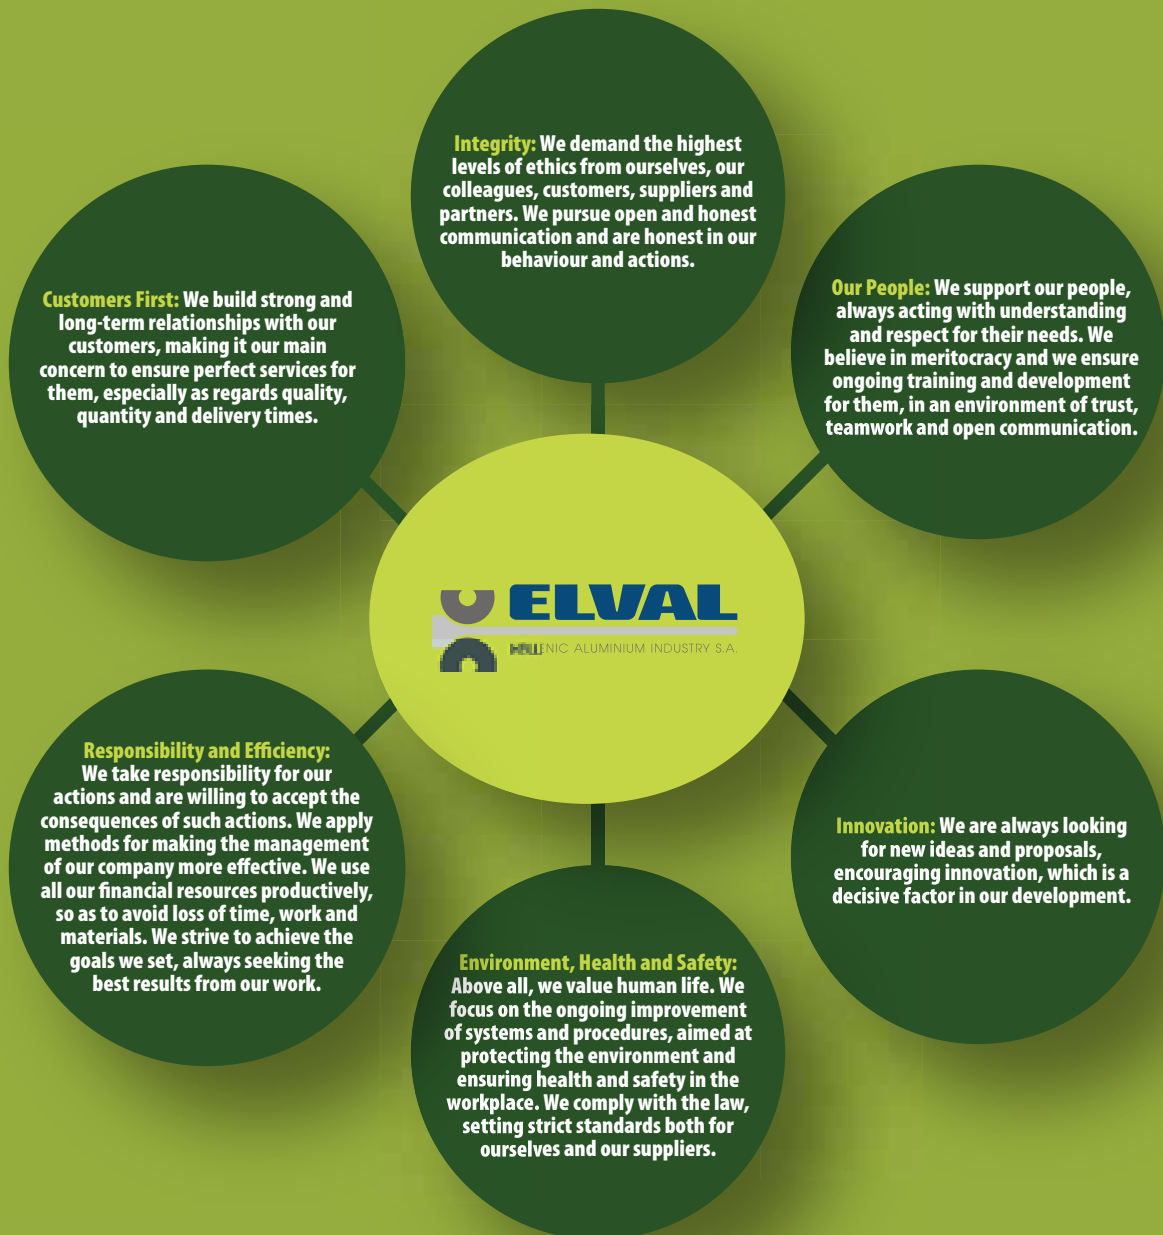 Integrity: We demand the highest
levels of ethics from ourselves, our
colleagues, customers, suppliers and
partners. We pursue open and honest
communication and are honest in our
behaviour and actions.
Customers First: We build strong and
long-term relationships with our
customers, making it our main
concern to ensure perfect services for
them, especially as regards quality,
quantity and delivery times.
Our People: We support our people,
always acting with understanding
and respect for their needs. We
believe in meritocracy and we ensure
ongoing training and development
for them, in an environment of trust,
teamwork and open communication.
ELVAL
HELLENIC ALUMINIUM INDUSTRY S.A.
Responsibility and Efficiency:
We take responsibility for our
actions and are willing to accept the
consequences of such actions. We apply
methods for making the management
of our company more effective. We use
all our financial resources productively,
so as to avoid loss of time, work and
materials. We strive to achieve the
goals we set, always seeking the
best results from our work.
Innovation: We are always looking
for new ideas and proposals,
encouraging innovation, which is a
decisive factor in our development.
Environment, Health and Safety:
Above all, we value human life. We
focus on the ongoing improvement
of systems and procedures, aimed at
protecting the environment and
ensuring health and safety in the
workplace. We comply with the law,
setting strict standards both for
ourselves and our suppliers.